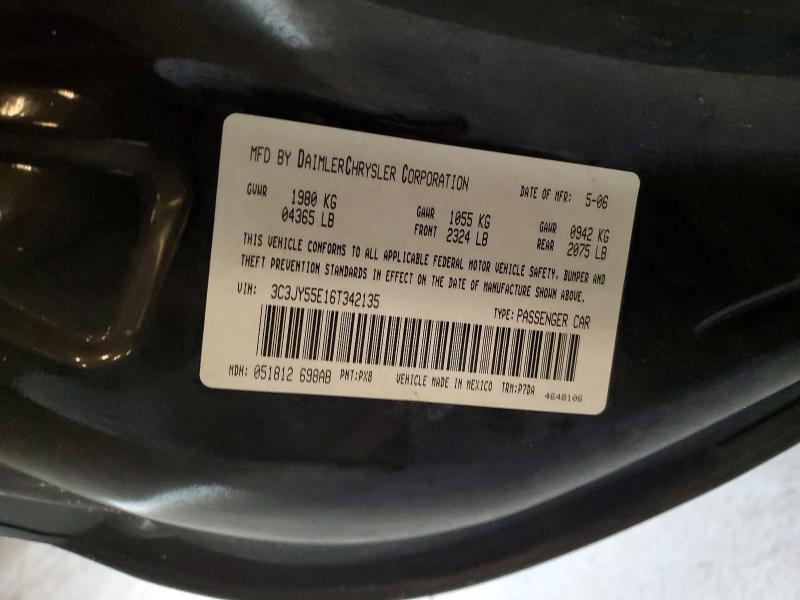 MFD BY DAIMLERCHRYSLER CORPORATION DATE OF MFR: 5-06
GVWR 1980 KG 04365 LB GAWR FRONT 1055 KG 2324 LB GAWR REAR 0942 KG 2075 LB
THIS VEHICLE CONFORMS TO ALL APPLICABLE FEDERAL MOTOR VEHICLE SAFETY, BUMPER AND
THEFT PREVENTION STANDARDS IN EFFECT ON THE DATE OF MANUFACTURE SHOWN ABOVE.
VIN: 3C3JY55E16T342135 TYPE: PASSENGER CAR
MDH: 051812 698AB PNT: PX8 VEHICLE MADE IN MEXICO TRM: P7DA 4648106